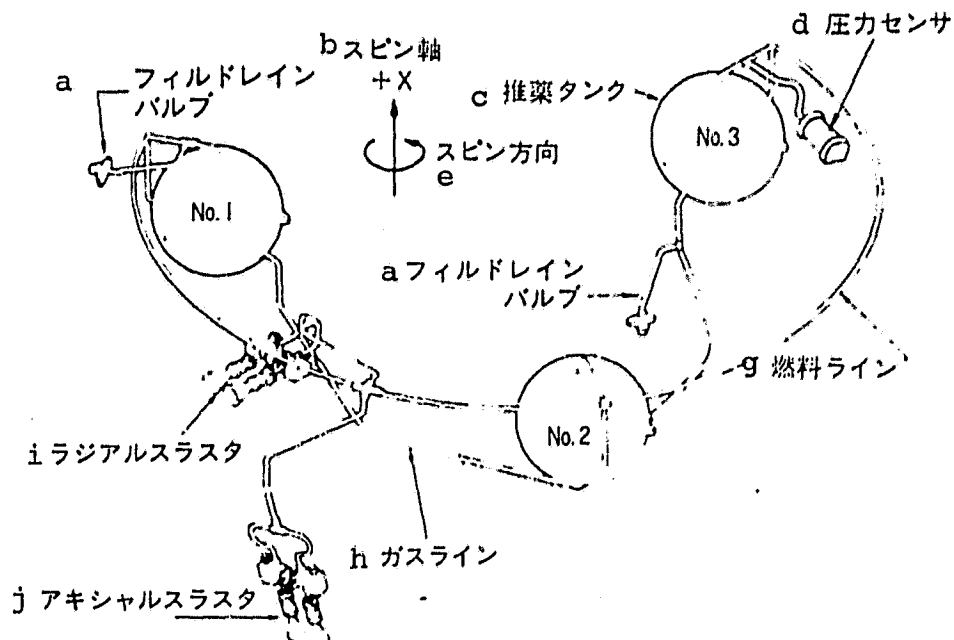 d 圧力センサ
b スピン軸
+X
a フィルドレイン
バルブ
c 推薬タンク
No.3
スピン方向
e
No.1
a フィルドレイン
バルブ
g 燃料ライン
No.2
i ラジアルスラスタ
h ガスライン
j アキシャルスラスタ